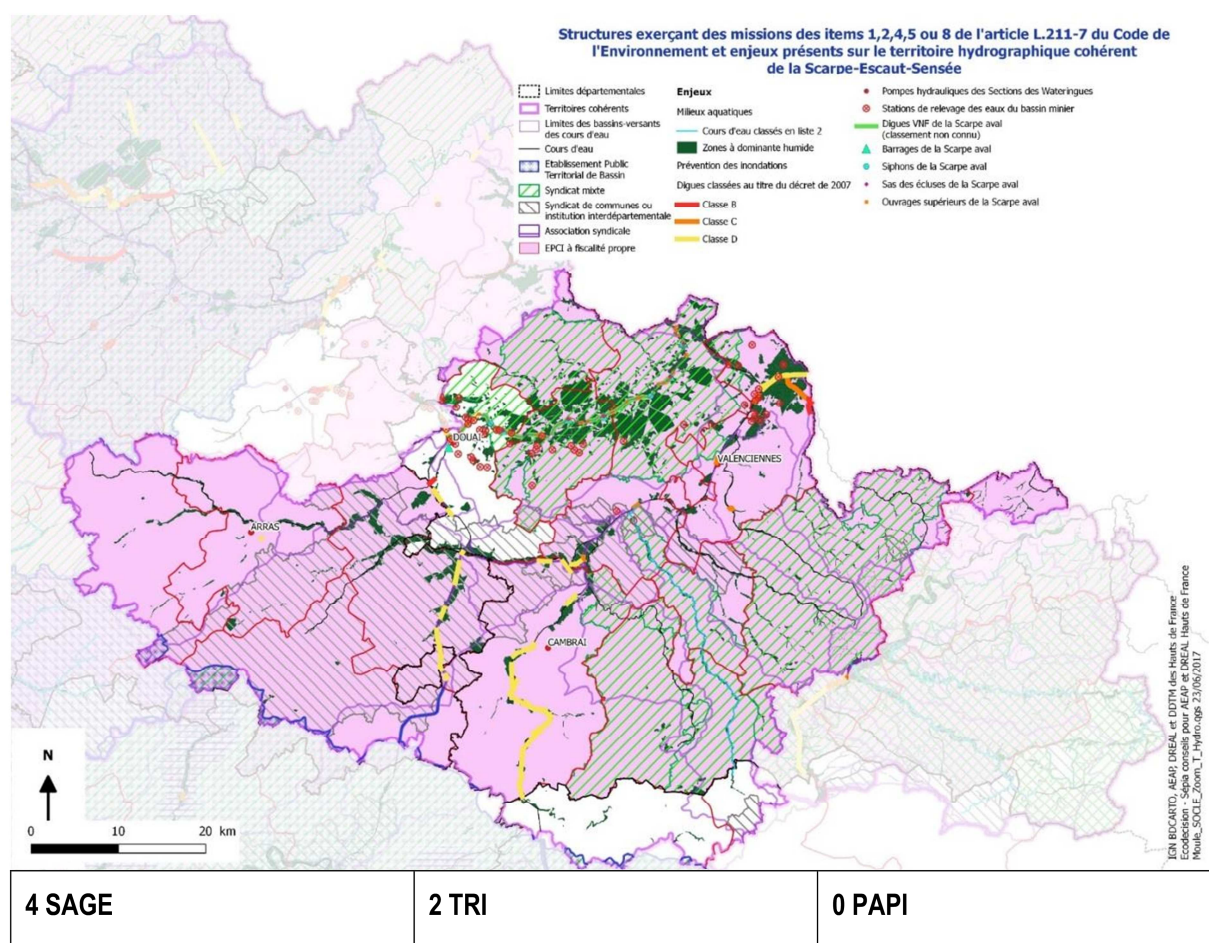 Structures exerçant des missions des items 1,2,4,5 ou 8 de l'article L.211-7 du Code de
l'Environnement et enjeux présents sur le territoire hydrographique cohérent
de la Scarpe-Escaut-Sensée
Limites départementales
Territoires cohérents
Limites des bassins-versants
des cours d'eau
Cours d'eau
Etablissement Public
Territorial de Bassin
Syndicat mixte
Syndicat de communes ou
institution interdépartementale
Association syndicale
EPCI à fiscalité propre
Enjeux
Milieux aquatiques
Cours d'eau classés en liste 2
Zones à dominante humide
Prévention des inondations
Digues classées au titre du décret de 2007
Classe B
Classe C
Classe D
Pompes hydrauliques des Sections des Wateringues
Stations de relevage des eaux du bassin minier
Digues VNF de la Scarpe aval
(classement non connu)
Barrages de la Scarpe aval
Siphons de la Scarpe aval
Sas des écluses de la Scarpe aval
Ouvrages supérieurs de la Scarpe aval
DOUAI
VALENCIENNES
ARRAS
CAMBRAI
N
0 10 20 km
IGN BDCARTO, AEAP, DREAL et DDTM des Hauts de France
Ecodecision - Sépia conseils pour AEAP et DREAL Hauts de France
Moule_SOCLE_Zoom_T_Hydro.qgs 23/06/2017
4 SAGE
2 TRI
0 PAPI